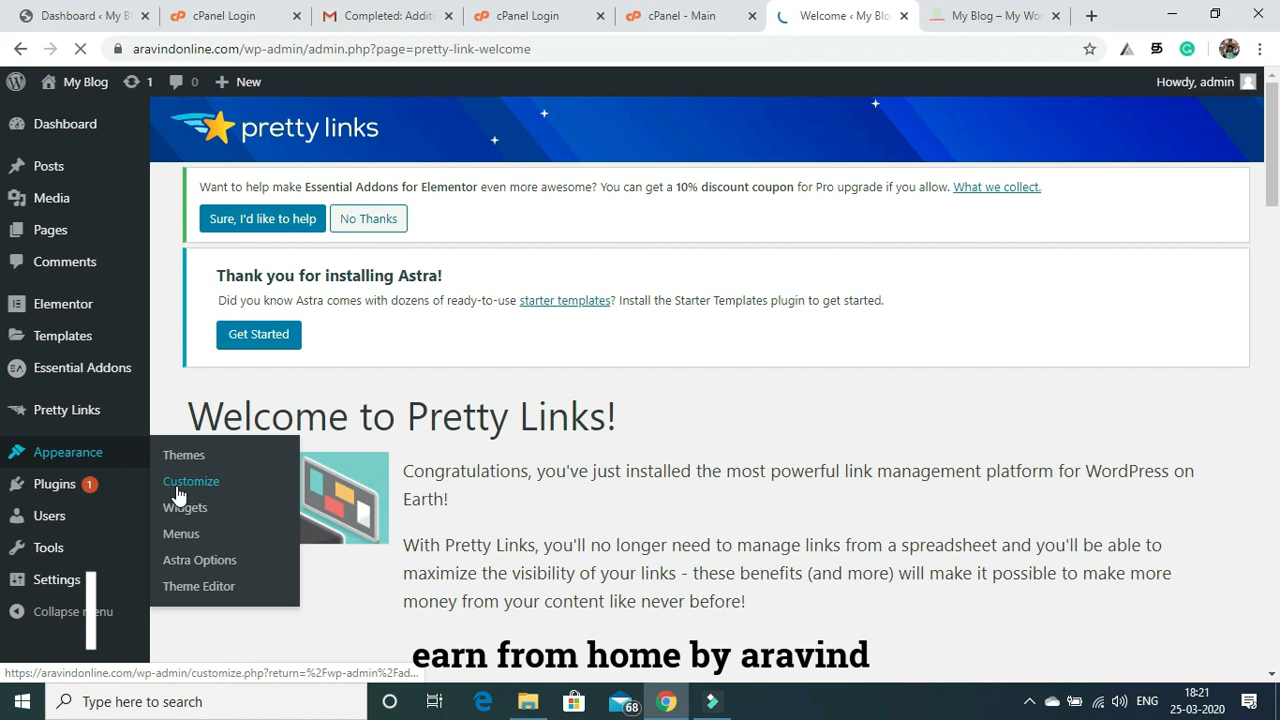 Dashboard < My B
cPanel Login
Completed: Additi
cPanel Login
cPanel - Main
Welcome < My Blo
My Blog – My Wo
aravindonline.com/wp-admin/admin.php?page=pretty-link-welcome
My Blog
1
0
New
Howdy, admin
Dashboard
Posts
Media
Pages
Comments
Elementor
Templates
Essential Addons
Pretty Links
Appearance
Plugins 1
Users
Tools
Settings
Collapse menu
Themes
Customize
Widgets
Menus
Astra Options
Theme Editor
pretty links
Want to help make Essential Addons for Elementor even more awesome? You can get a 10% discount coupon for Pro upgrade if you allow. What we collect.
Sure, I'd like to help
No Thanks
Thank you for installing Astra!
Did you know Astra comes with dozens of ready-to-use starter templates? Install the Starter Templates plugin to get started.
Get Started
Welcome to Pretty Links!
Congratulations, you've just installed the most powerful link management platform for WordPress on
Earth!
With Pretty Links, you'll no longer need to manage links from a spreadsheet and you'll be able to
maximize the visibility of your links - these benefits (and more) will make it possible to make more
money from your content like never before!
earn from home by aravind
https://aravindonline.com/wp-admin/customize.php?return=%2Fwp-admin%2Fad...
Type here to search
68
ENG
18:21
25-03-2020